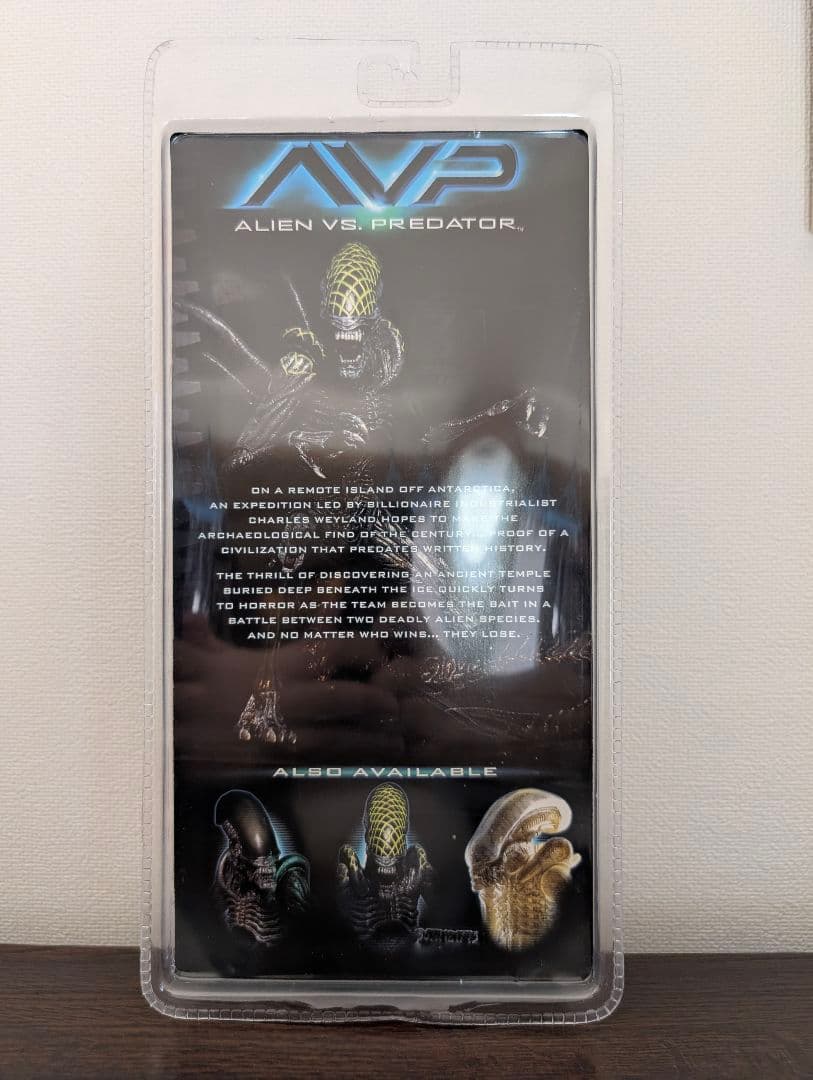 AVP
ALIEN VS. PREDATOR™
ON A REMOTE ISLAND OFF ANTARCTICA,
AN EXPEDITION LED BY BILLIONAIRE INDUSTRIALIST
CHARLES WEYLAND HOPES TO MAKE THE
ARCHAEOLOGICAL FIND OF THE CENTURY... PROOF OF A
CIVILIZATION THAT PREDATES WRITTEN HISTORY.
THE THRILL OF DISCOVERING AN ANCIENT TEMPLE
BURIED DEEP BENEATH THE ICE QUICKLY TURNS
TO HORROR AS THE TEAM BECOMES THE BAIT IN A
BATTLE BETWEEN TWO DEADLY ALIEN SPECIES.
AND NO MATTER WHO WINS... THEY LOSE.
ALSO AVAILABLE